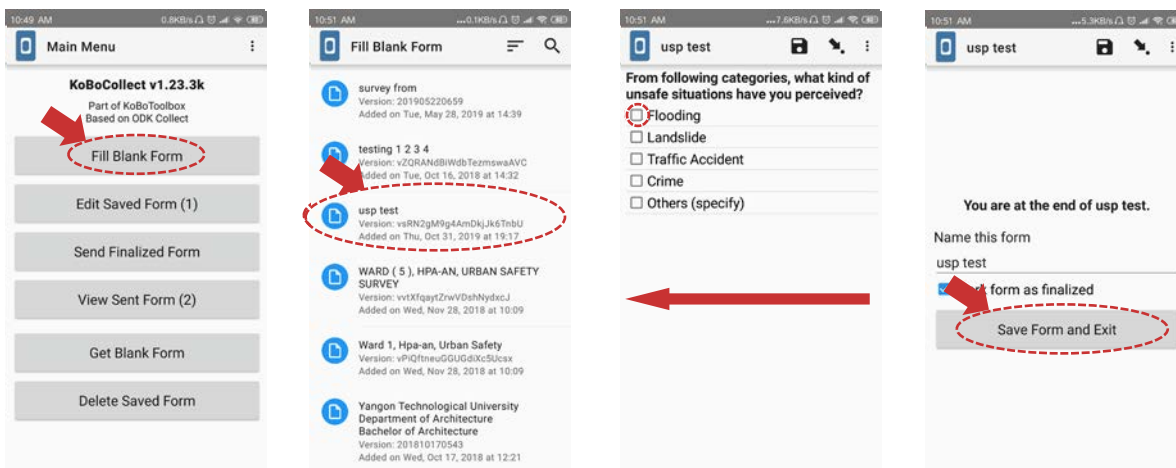 10:49 AM
0.8KB/s
Main Menu
KoBoCollect v1.23.3k
Part of KoBoToolbox
Based on ODK Collect
Fill Blank Form
Edit Saved Form (1)
Send Finalized Form
View Sent Form (2)
Get Blank Form
Delete Saved Form
10:51 AM
...0.1KB/s
Fill Blank Form
survey from
Version: 201905220659
Added on Tue, May 28, 2019 at 14:39
testing 1 2 3 4
Version: vZQRANdBiWdbTezmswaAVC
Added on Tue, Oct 16, 2018 at 14:32
usp test
Version: vsRN2gM9g4AmDkjJk6TnbU
Added on Thu, Oct 31, 2019 at 19:17
WARD ( 5 ), HPA-AN, URBAN SAFETY
SURVEY
Version: vvtXfqaytZrwVDshNydxcJ
Added on Wed, Nov 28, 2018 at 10:09
Ward 1, Hpa-an, Urban Safety
Version: vPiQftneuGGUGdiXc5Ucsx
Added on Wed, Nov 28, 2018 at 10:09
Yangon Technological University
Department of Architecture
Bachelor of Architecture
Version: 201810170543
Added on Wed, Oct 17, 2018 at 12:21
10:51 AM
...7.6KB/s
usp test
From following categories, what kind of
unsafe situations have you perceived?
Flooding
Landslide
Traffic Accident
Crime
Others (specify)
10:51 AM
...5.3KB/s
usp test
You are at the end of usp test.
Name this form
usp test
form as finalized
Save Form and Exit